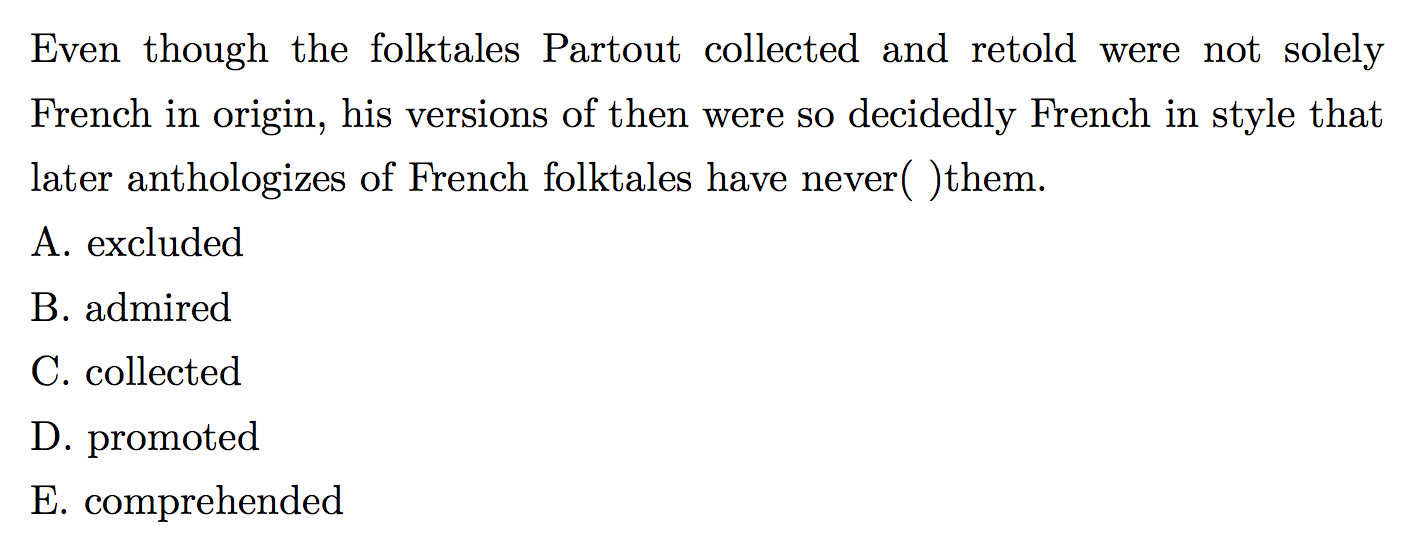 Even though the folktales Partout collected and retold were not solely
French in origin, his versions of then were so decidedly French in style that
later anthologizes of French folktales have never( )them.
A. excluded
B. admired
C. collected
D. promoted
E. comprehended